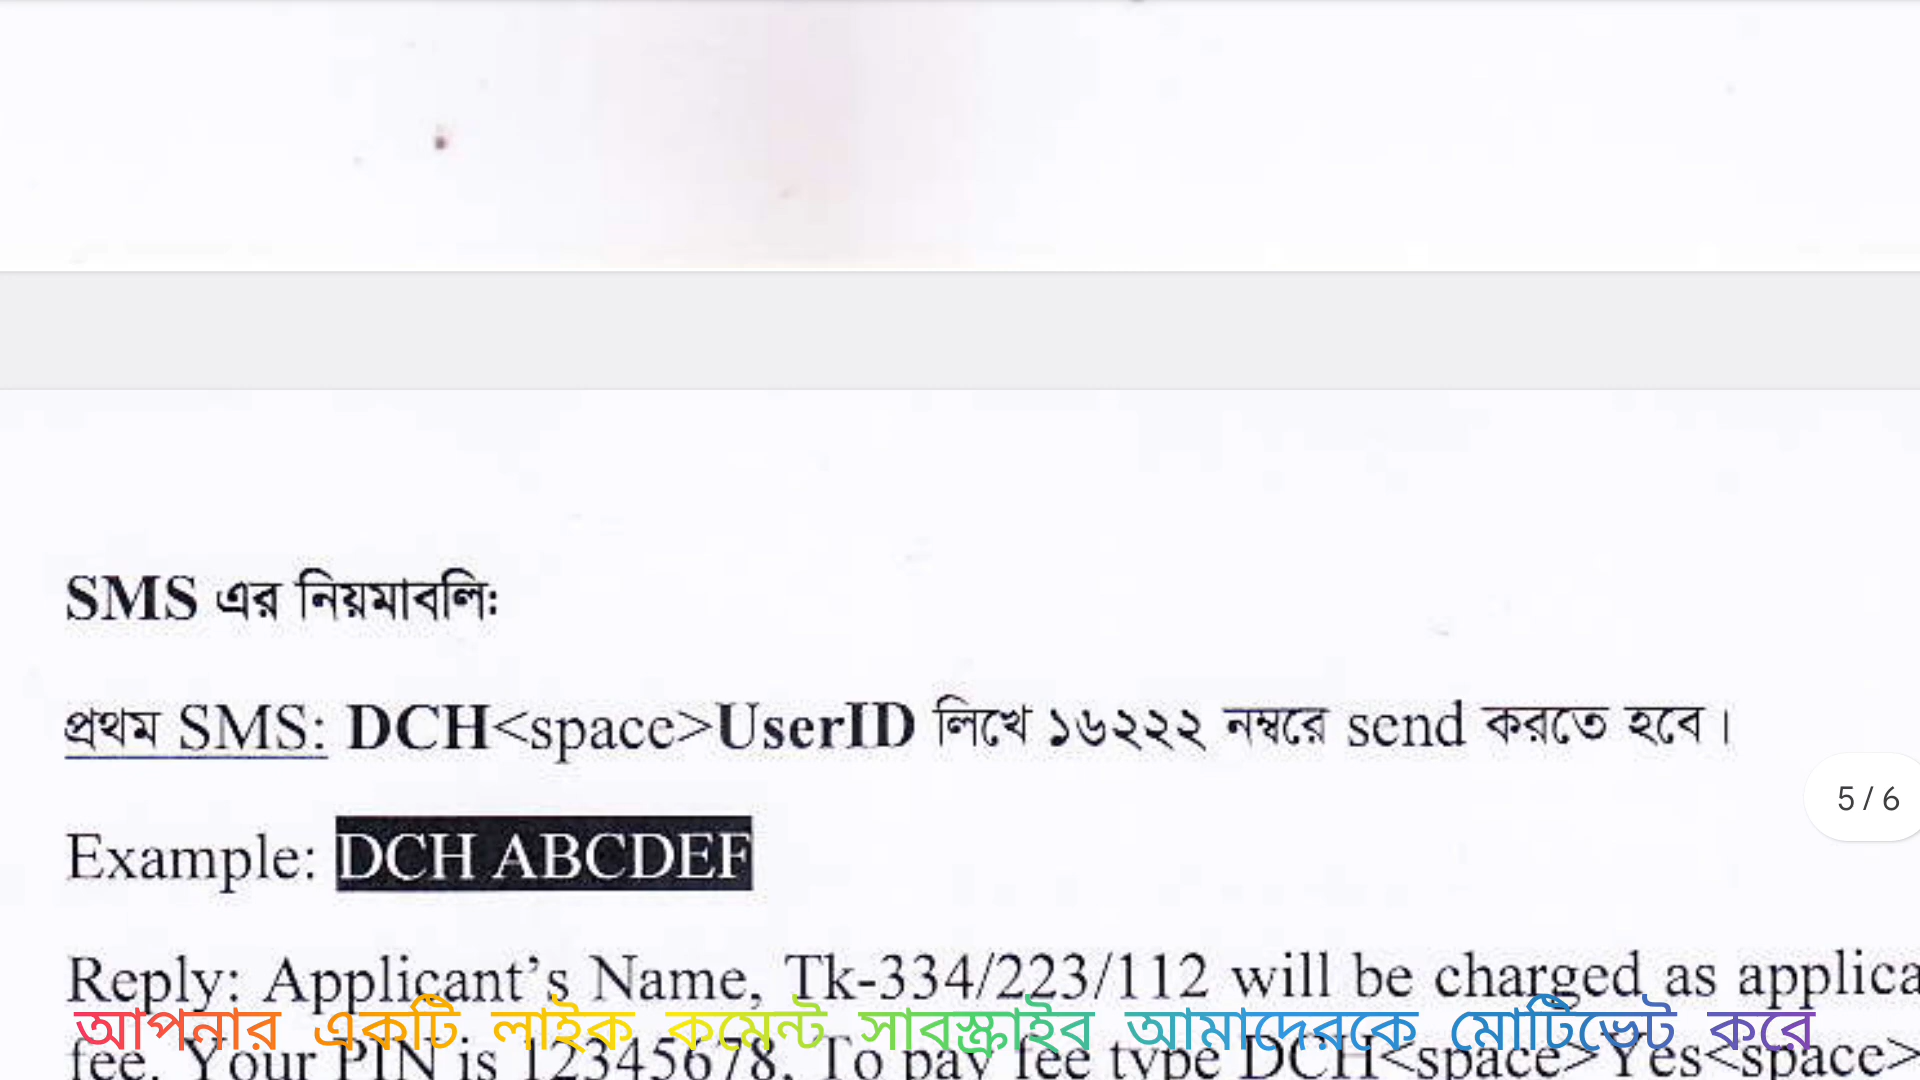 SMS এর নিয়মাবলিঃ
প্রথম SMS: DCH<space>UserID লিখে ১৬২২২ নম্বরে send করতে হবে।
Example: DCH ABCDEF
5 / 6
Reply: Applicant's Name, Tk-334/223/112 will be charged as applica
আপনার একটি লাইক কমেন্ট সাবস্ক্রাইব আমাদেরকে মোটিভেট করে
fee. Your PIN is 12345678. To pay fee type DCH<space>Yes<space>